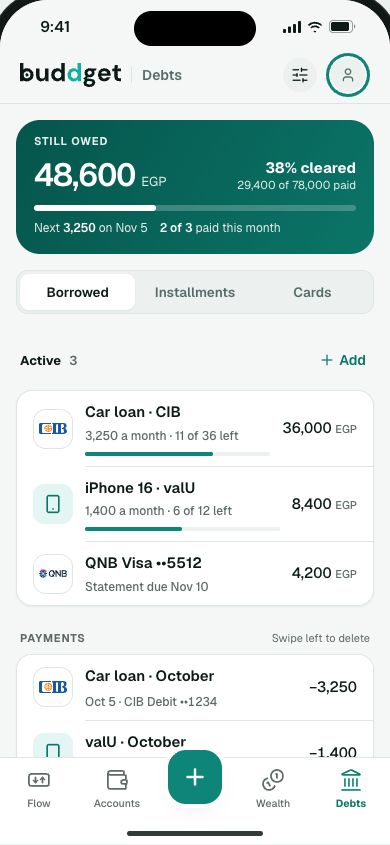 9:41
buddget
Debts
STILL OWED
48,600 EGP
38% cleared
29,400 of 78,000 paid
Next 3,250 on Nov 5 2 of 3 paid this month
Borrowed
Installments
Cards
Active 3
+ Add
CIB
Car loan · CIB
3,250 a month · 11 of 36 left
36,000 EGP
iPhone 16 · valU
1,400 a month · 6 of 12 left
8,400 EGP
QNB
QNB Visa ••5512
Statement due Nov 10
4,200 EGP
PAYMENTS
Swipe left to delete
CIB
Car loan · October
Oct 5 · CIB Debit ••1234
−3,250
valU · October
−1,400
Flow
Accounts
Wealth
Debts